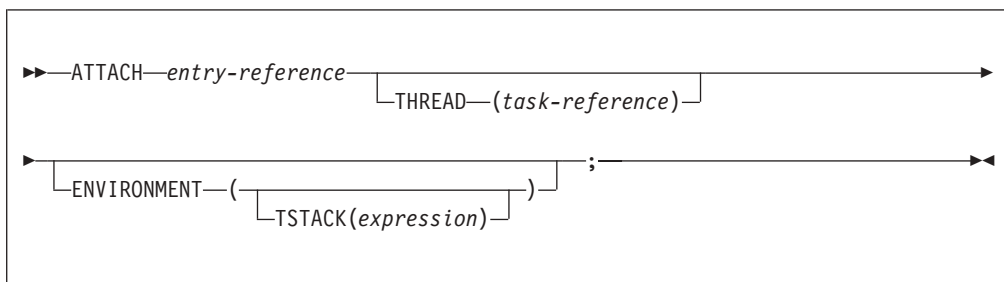 ATTACH entry-reference
THREAD (task-reference)
;
ENVIRONMENT ( )
TSTACK(expression)